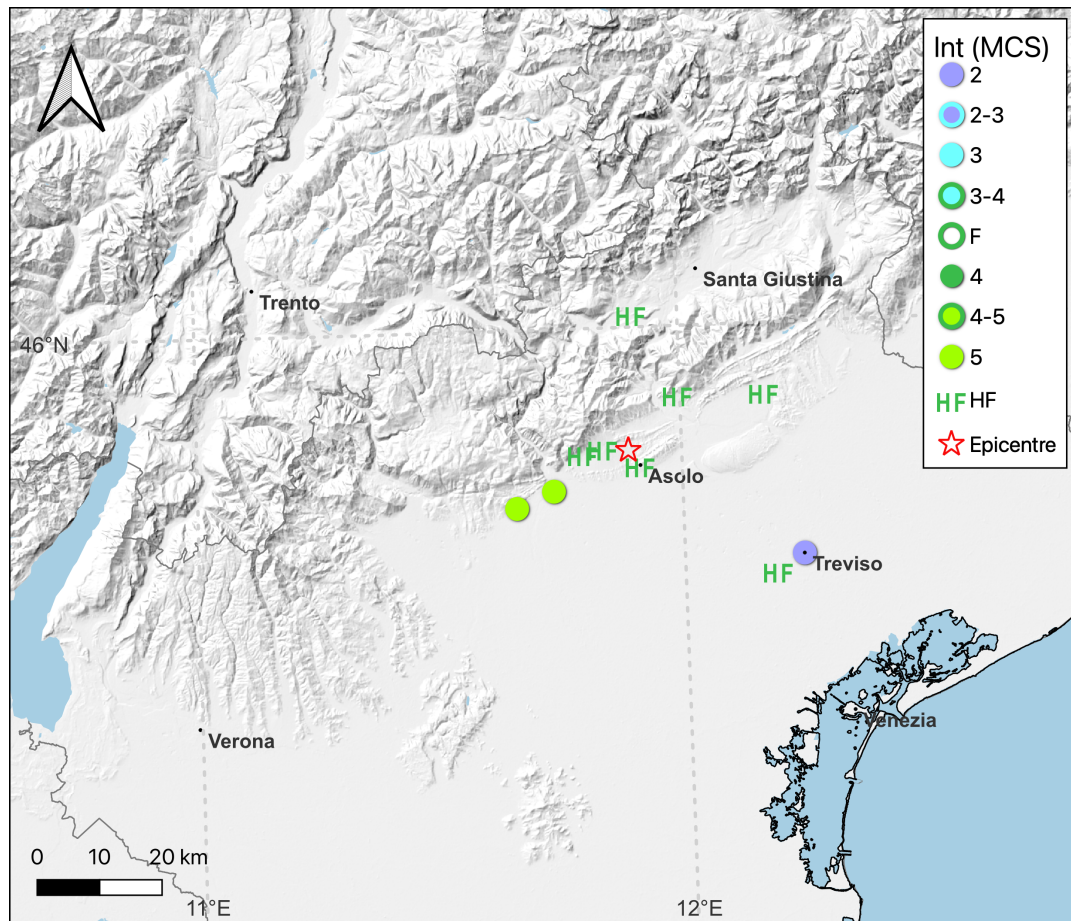 Int (MCS)
2
2-3
3
3-4
F
4
4-5
5
HF HF
Epicentre
Santa Giustina
Trento
HF
46°N
HF
HF
HF
HF
HF
Asolo
Treviso
HF
Venezia
Verona
0 10 20 km
11°E
12°E